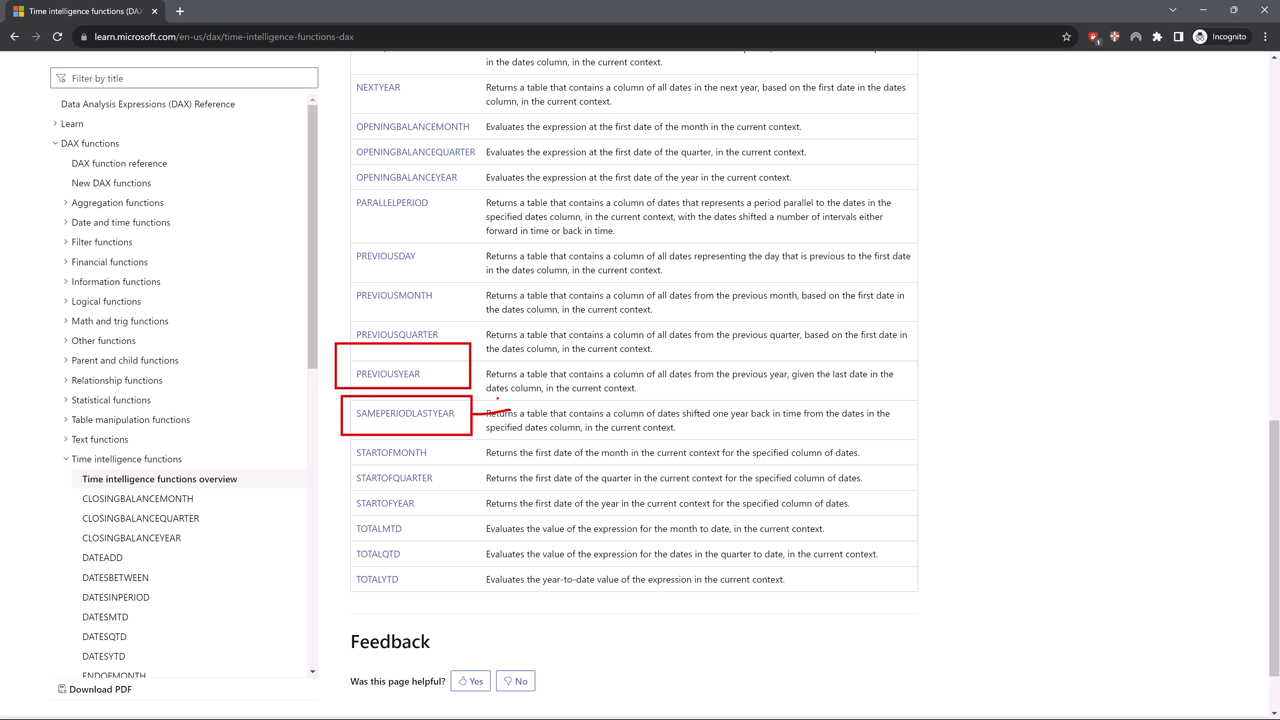 Time intelligence functions (DAX
learn.microsoft.com/en-us/dax/time-intelligence-functions-dax
1
Incognito
Filter by title
Data Analysis Expressions (DAX) Reference
Learn
DAX functions
DAX function reference
New DAX functions
Aggregation functions
Date and time functions
Filter functions
Financial functions
Information functions
Logical functions
Math and trig functions
Other functions
Parent and child functions
Relationship functions
Statistical functions
Table manipulation functions
Text functions
Time intelligence functions
Time intelligence functions overview
CLOSINGBALANCEMONTH
CLOSINGBALANCEQUARTER
CLOSINGBALANCEYEAR
DATEADD
DATESBETWEEN
DATESINPERIOD
DATESMTD
DATESQTD
DATESYTD
ENDOFMONTH
Download PDF
in the dates column, in the current context.
NEXTYEAR
Returns a table that contains a column of all dates in the next year, based on the first date in the dates
column, in the current context.
OPENINGBALANCEMONTH
Evaluates the expression at the first date of the month in the current context.
OPENINGBALANCEQUARTER
Evaluates the expression at the first date of the quarter, in the current context.
OPENINGBALANCEYEAR
Evaluates the expression at the first date of the year in the current context.
PARALLELPERIOD
Returns a table that contains a column of dates that represents a period parallel to the dates in the
specified dates column, in the current context, with the dates shifted a number of intervals either
forward in time or back in time.
PREVIOUSDAY
Returns a table that contains a column of all dates representing the day that is previous to the first date
in the dates column, in the current context.
PREVIOUSMONTH
Returns a table that contains a column of all dates from the previous month, based on the first date in
the dates column, in the current context.
PREVIOUSQUARTER
Returns a table that contains a column of all dates from the previous quarter, based on the first date in
the dates column, in the current context.
PREVIOUSYEAR
Returns a table that contains a column of all dates from the previous year, given the last date in the
dates column, in the current context.
SAMEPERIODLASTYEAR
Returns a table that contains a column of dates shifted one year back in time from the dates in the
specified dates column, in the current context.
STARTOFMONTH
Returns the first date of the month in the current context for the specified column of dates.
STARTOFQUARTER
Returns the first date of the quarter in the current context for the specified column of dates.
STARTOFYEAR
Returns the first date of the year in the current context for the specified column of dates.
TOTALMTD
Evaluates the value of the expression for the month to date, in the current context.
TOTALQTD
Evaluates the value of the expression for the dates in the quarter to date, in the current context.
TOTALYTD
Evaluates the year-to-date value of the expression in the current context.
Feedback
Was this page helpful?
Yes
No